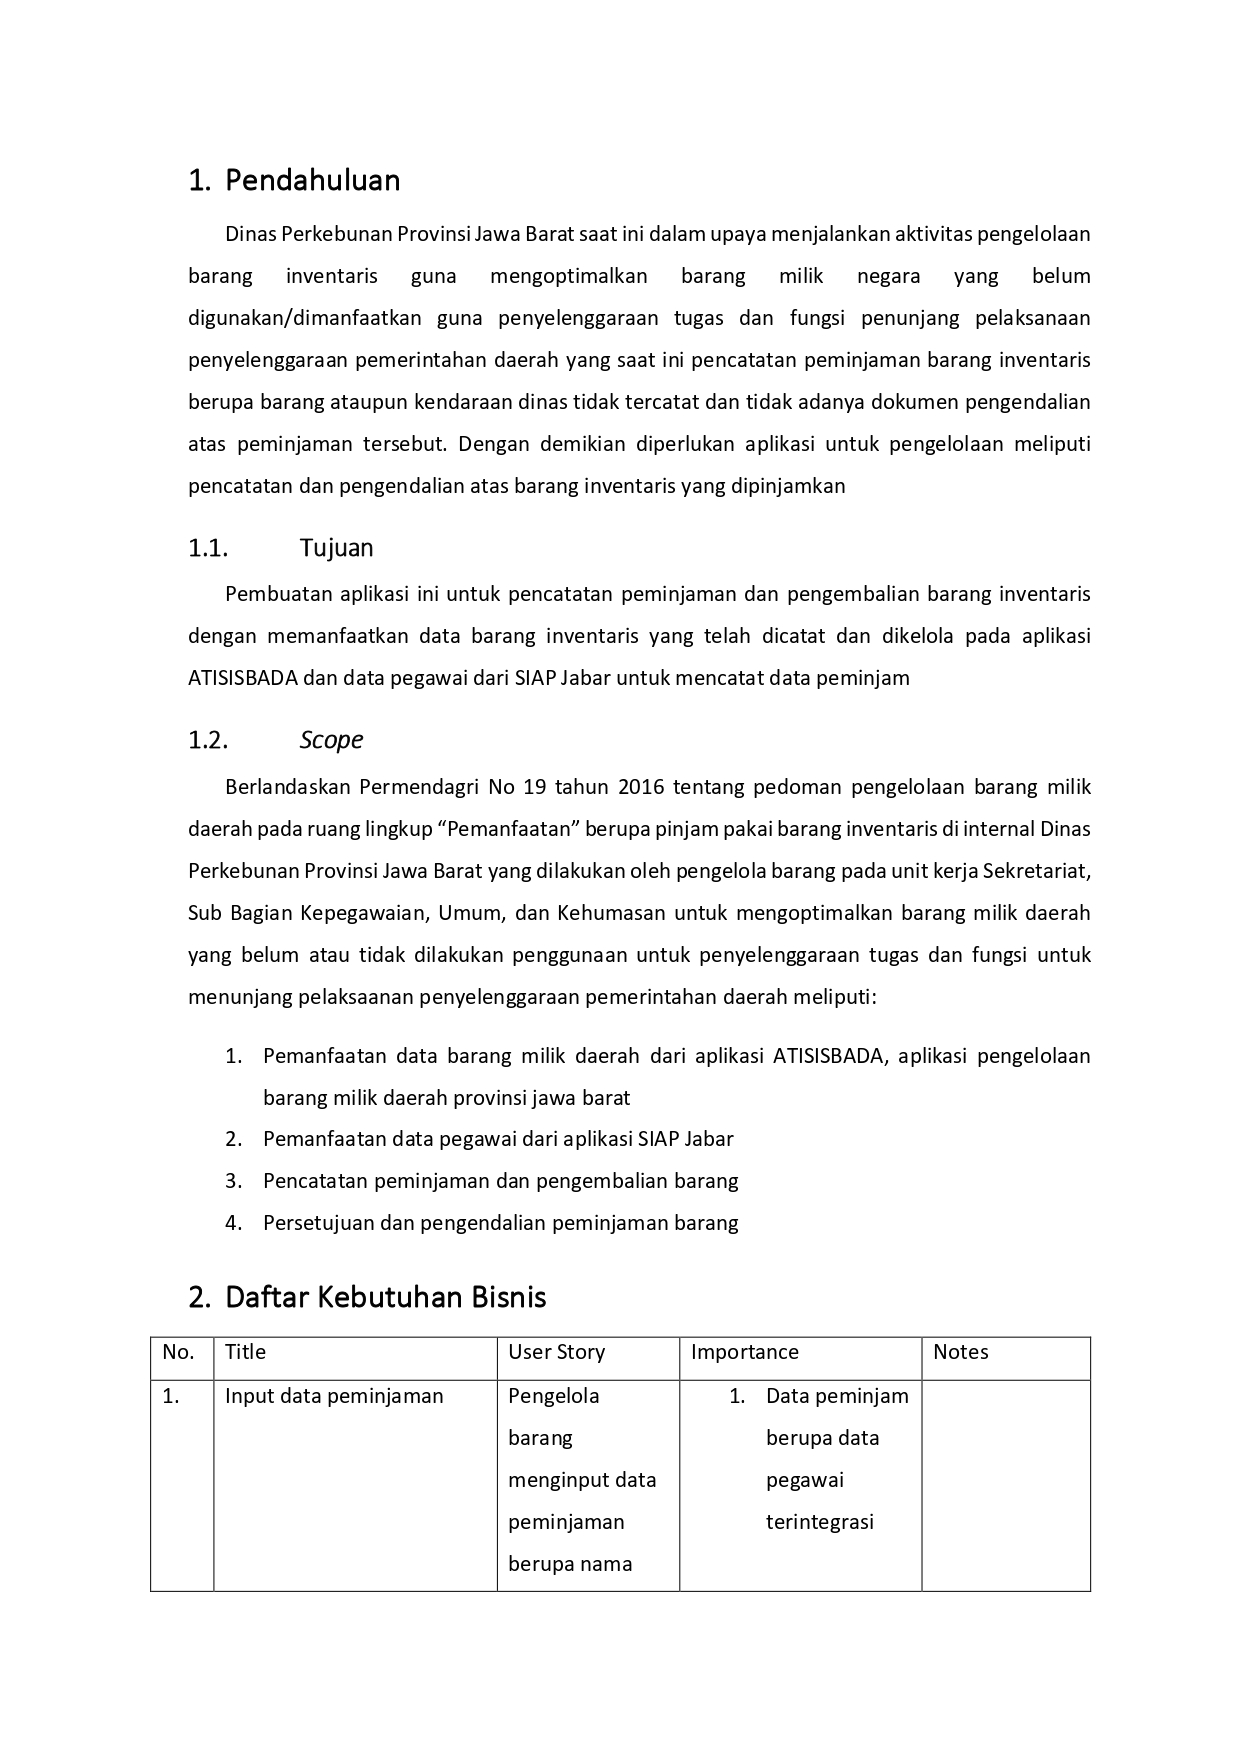 1. Pendahuluan
Dinas Perkebunan Provinsi Jawa Barat saat ini dalam upaya menjalankan aktivitas pengelolaan
barang inventaris guna mengoptimalkan barang milik negara yang belum
digunakan/dimanfaatkan guna penyelenggaraan tugas dan fungsi penunjang pelaksanaan
penyelenggaraan pemerintahan daerah yang saat ini pencatatan peminjaman barang inventaris
berupa barang ataupun kendaraan dinas tidak tercatat dan tidak adanya dokumen pengendalian
atas peminjaman tersebut. Dengan demikian diperlukan aplikasi untuk pengelolaan meliputi
pencatatan dan pengendalian atas barang inventaris yang dipinjamkan
1.1. Tujuan
Pembuatan aplikasi ini untuk pencatatan peminjaman dan pengembalian barang inventaris
dengan memanfaatkan data barang inventaris yang telah dicatat dan dikelola pada aplikasi
ATISISBADA dan data pegawai dari SIAP Jabar untuk mencatat data peminjam
1.2. Scope
Berlandaskan Permendagri No 19 tahun 2016 tentang pedoman pengelolaan barang milik
daerah pada ruang lingkup “Pemanfaatan” berupa pinjam pakai barang inventaris di internal Dinas
Perkebunan Provinsi Jawa Barat yang dilakukan oleh pengelola barang pada unit kerja Sekretariat,
Sub Bagian Kepegawaian, Umum, dan Kehumasan untuk mengoptimalkan barang milik daerah
yang belum atau tidak dilakukan penggunaan untuk penyelenggaraan tugas dan fungsi untuk
menunjang pelaksaanan penyelenggaraan pemerintahan daerah meliputi:
1. Pemanfaatan data barang milik daerah dari aplikasi ATISISBADA, aplikasi pengelolaan
barang milik daerah provinsi jawa barat
2. Pemanfaatan data pegawai dari aplikasi SIAP Jabar
3. Pencatatan peminjaman dan pengembalian barang
4. Persetujuan dan pengendalian peminjaman barang
2. Daftar Kebutuhan Bisnis
No. Title User Story Importance Notes
1. Input data peminjaman Pengelola 1. Data peminjam
barang berupa data
menginput data pegawai
peminjaman terintegrasi
berupa nama